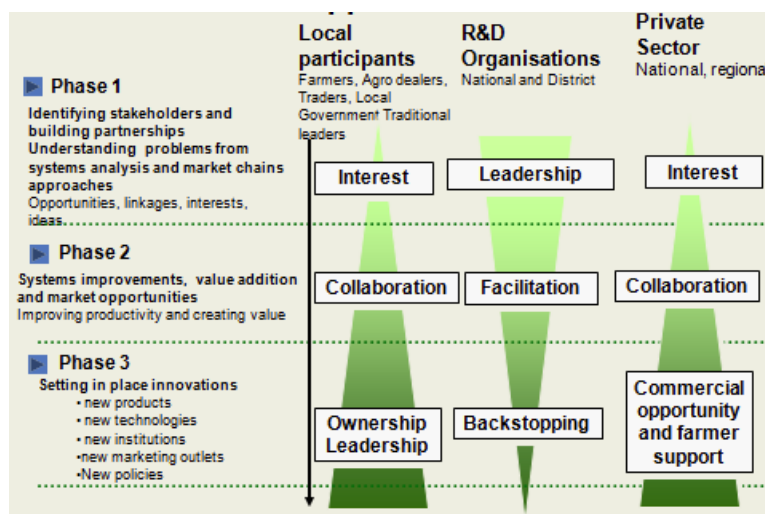 Local
participants
Farmers, Agro dealers,
Traders, Local
Government Traditional
leaders
R&D
Organisations
National and District
Private
Sector
National, regiona
Phase 1
Identifying stakeholders and
building partnerships
Understanding problems from
systems analysis and market chains
approaches
Opportunities, linkages, interests,
ideas
Interest
Leadership
Interest
Phase 2
Systems improvements, value addition
and market opportunities
Improving productivity and creating value
Collaboration
Facilitation
Collaboration
Phase 3
Setting in place innovations
• new products
• new technologies
• new institutions
•new marketing outlets
•New policies
Ownership
Leadership
Backstopping
Commercial
opportunity
and farmer
support